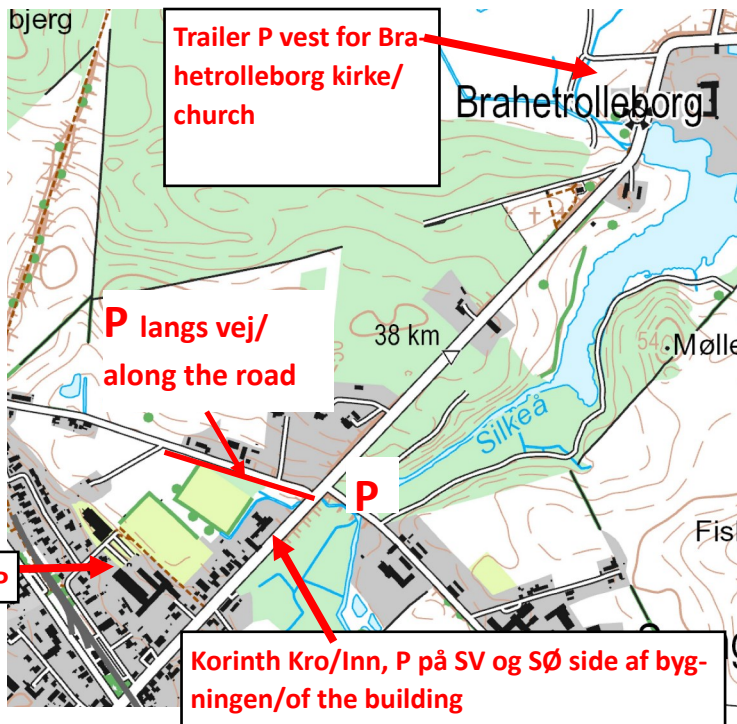 bjerg
Trailer P vest for Bra-
hetrolleborg kirke/
church
Brahetrolleborg
P langs vej/
along the road
38 km
54
Mølle
Silkeå
P
Fis
P
Korinth Kro/Inn, P på SV og SØ side af byg-
ningen/of the building